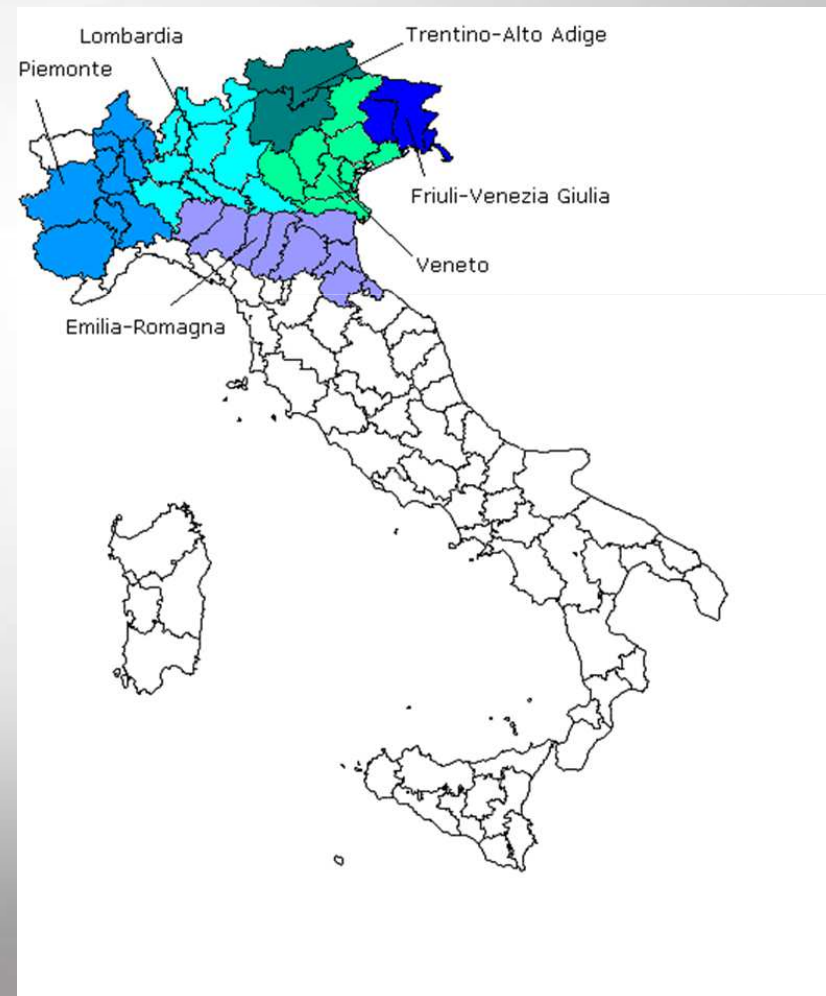 Lombardia
Trentino-Alto Adige
Piemonte
Friuli-Venezia Giulia
Veneto
Emilia-Romagna